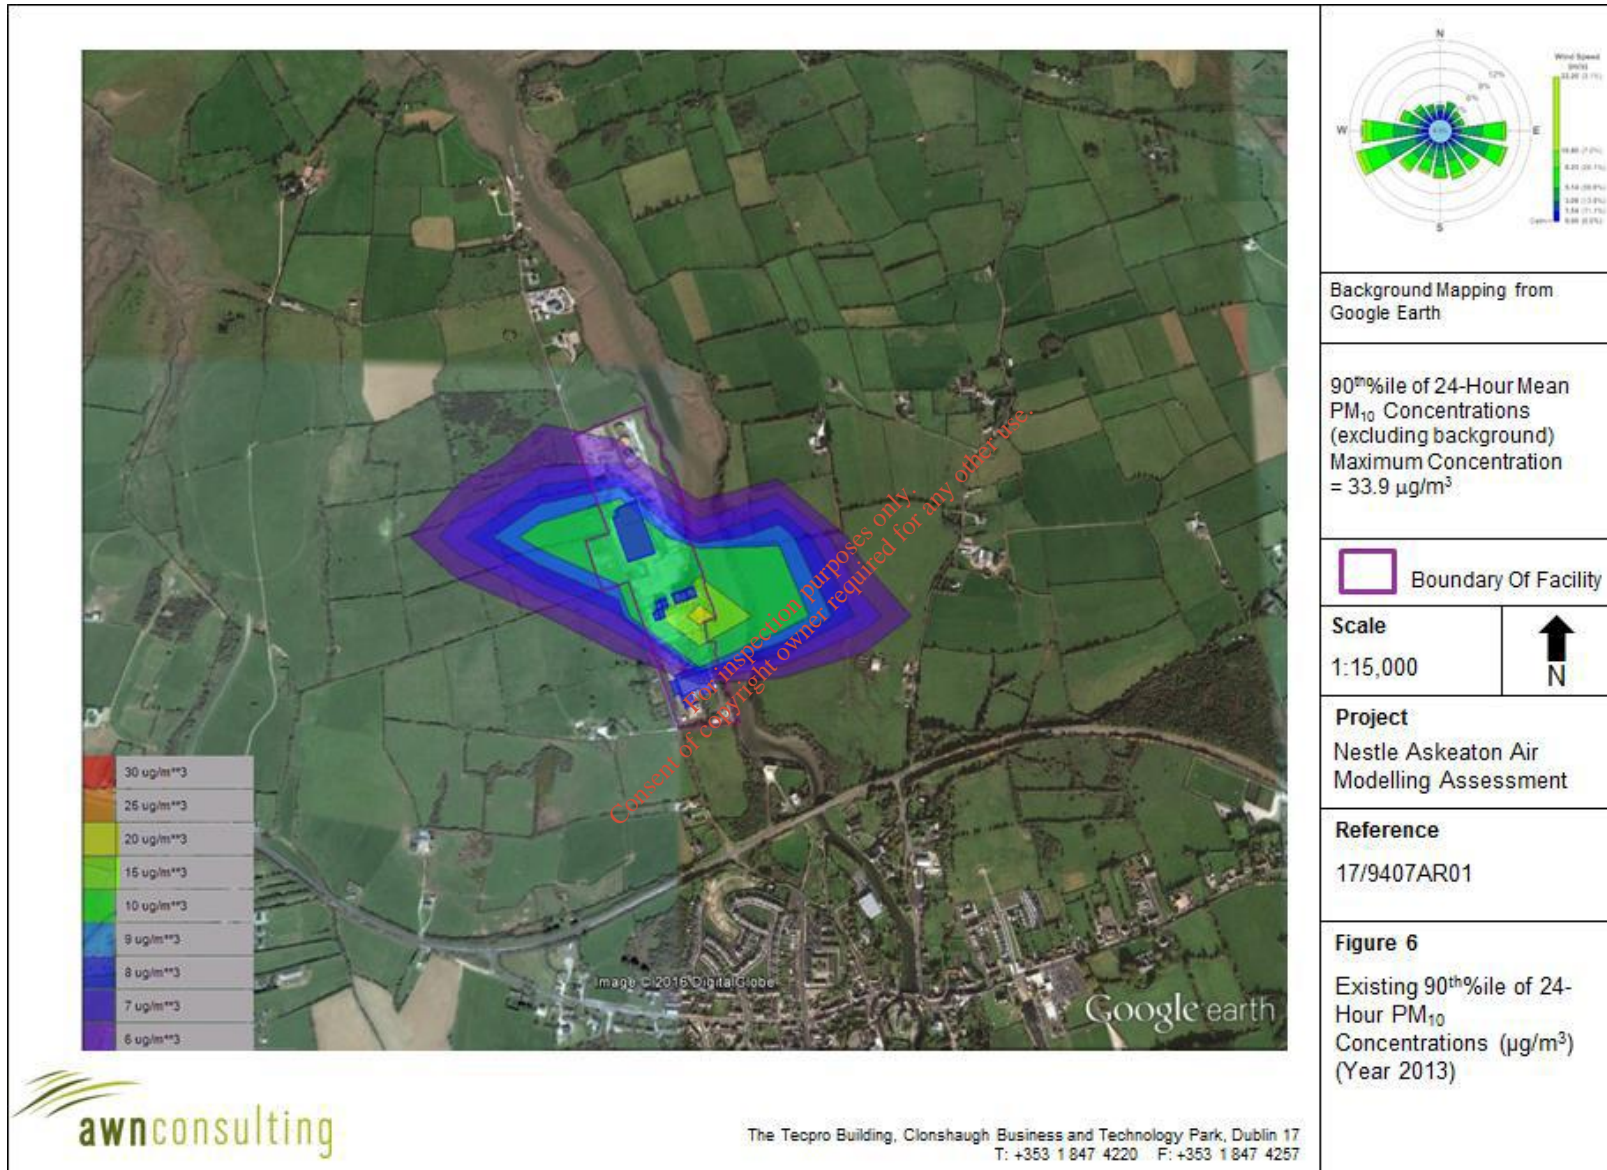 N
12%
9%
6%
W
E
S
Wind Speed
Background Mapping from
Google Earth
90th%ile of 24-Hour Mean
PM10 Concentrations
(excluding background)
Maximum Concentration
= 33.9 µg/m3
Boundary Of Facility
Scale
1:15,000
N
Project
Nestle Askeaton Air
Modelling Assessment
Reference
17/9407AR01
Figure 6
Existing 90th%ile of 24-
Hour PM10
Concentrations (µg/m3)
(Year 2013)
For inspection purposes only.
Consent of copyright owner required for any other use.
30 ug/m**3
25 ug/m**3
20 ug/m**3
15 ug/m**3
10 ug/m**3
9 ug/m**3
8 ug/m**3
7 ug/m**3
6 ug/m**3
Image © 2016 DigitalGlobe
Google earth
awnconsulting
The Tecpro Building, Clonshaugh Business and Technology Park, Dublin 17
T: +353 1 847 4220 F: +353 1 847 4257